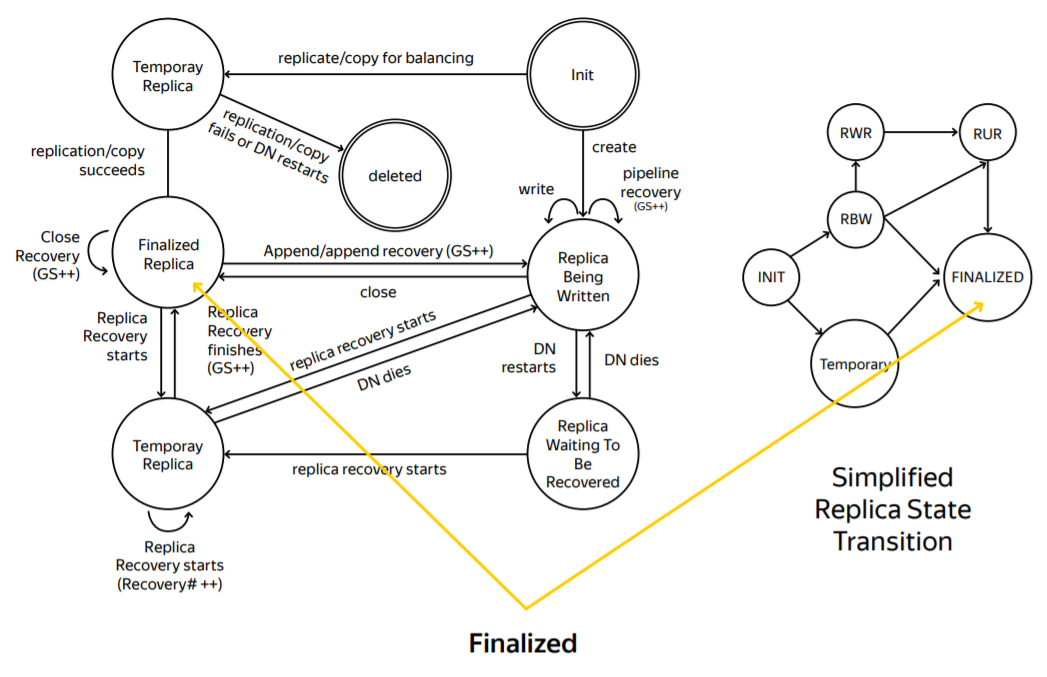 replicate/copy for balancing
Temporay
Replica
Init
replication/copy
fails or DN restarts
deleted
replication/copy
succeeds
create
write
pipeline
recovery
(GS++)
Close
Recovery
(GS++)
Finalized
Replica
Append/append recovery (GS++)
close
Replica
Being
Written
Replica
Recovery
starts
Replica
Recovery
finishes
(GS++)
replica recovery starts
DN dies
DN
restarts
DN dies
Temporay
Replica
replica recovery starts
Replica
Waiting To
Be
Recovered
Replica
Recovery starts
(Recovery# ++)
RWR
RUR
RBW
INIT
FINALIZED
Temporary
Simplified
Replica State
Transition
Finalized